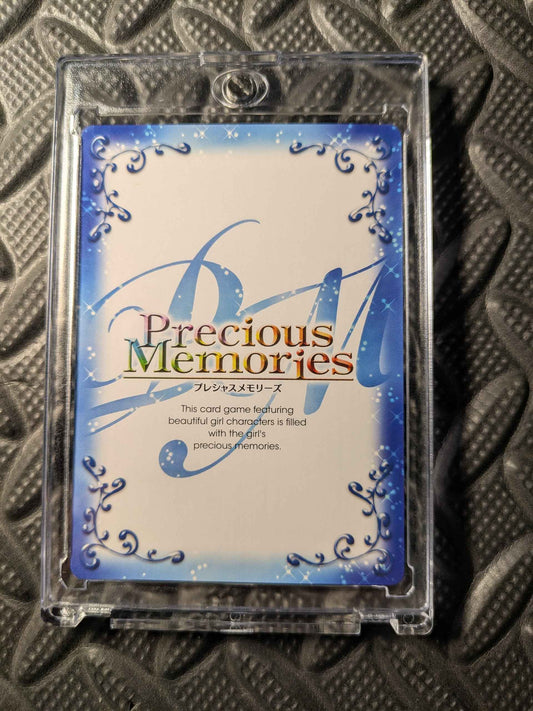 PM
Precious
Memories
プレシャスメモリーズ
This card game featuring
beautiful girl characters is filled
with the girl's
precious memories.